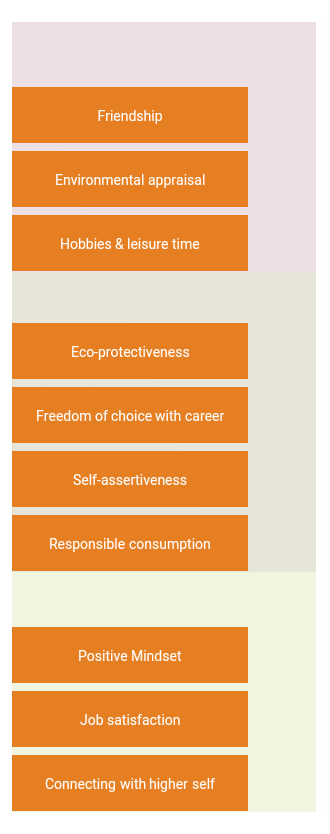 Friendship
Environmental appraisal
Hobbies & leisure time
Eco-protectiveness
Freedom of choice with career
Self-assertiveness
Responsible consumption
Positive Mindset
Job satisfaction
Connecting with higher self